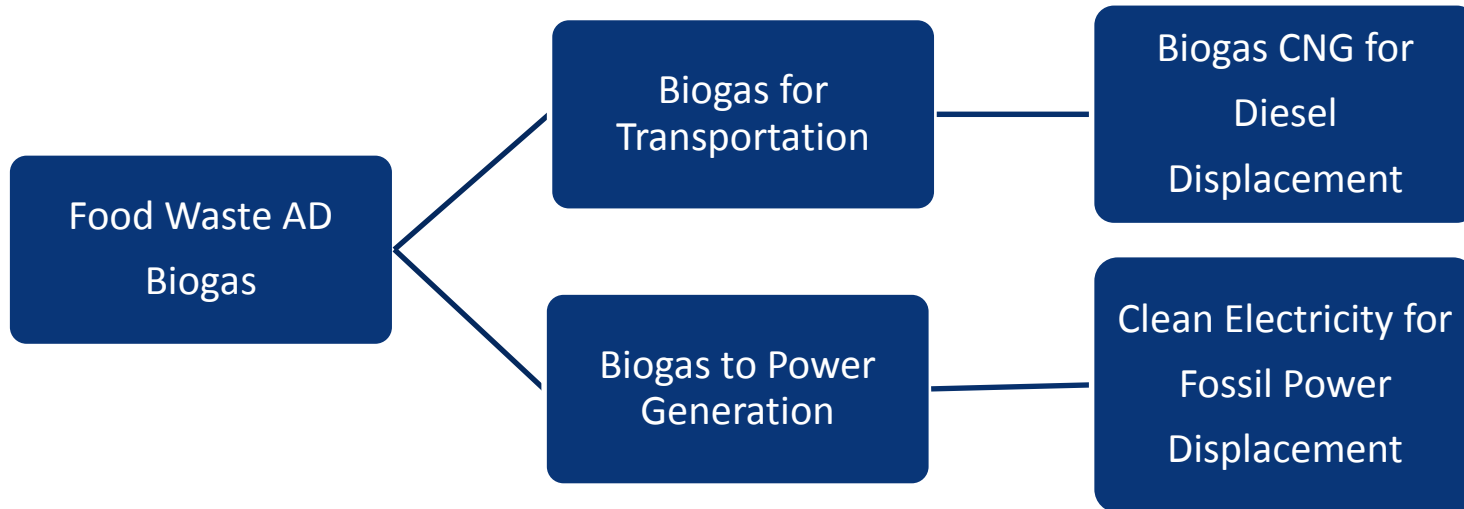 Food Waste AD
Biogas
Biogas for
Transportation
Biogas CNG for
Diesel
Displacement
Biogas to Power
Generation
Clean Electricity for
Fossil Power
Displacement